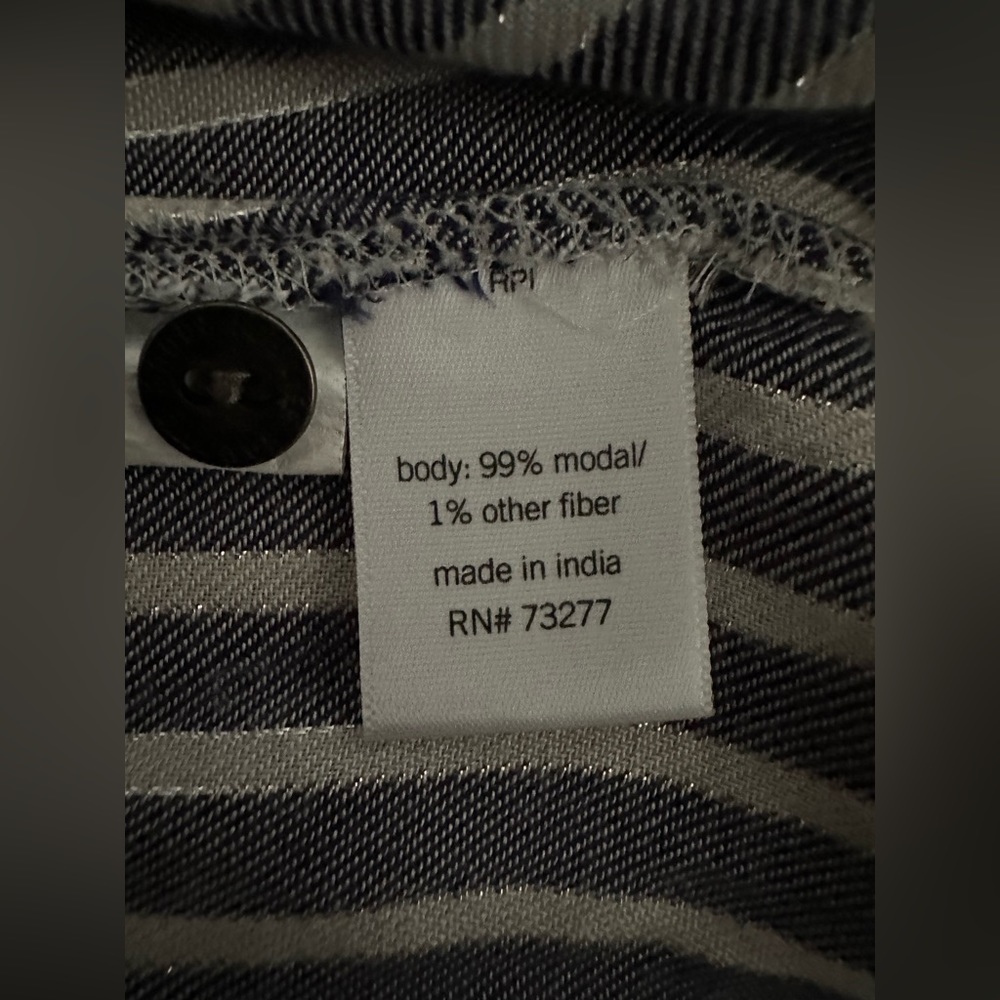 RPI
body: 99% modal/
1% other fiber
made in india
RN# 73277